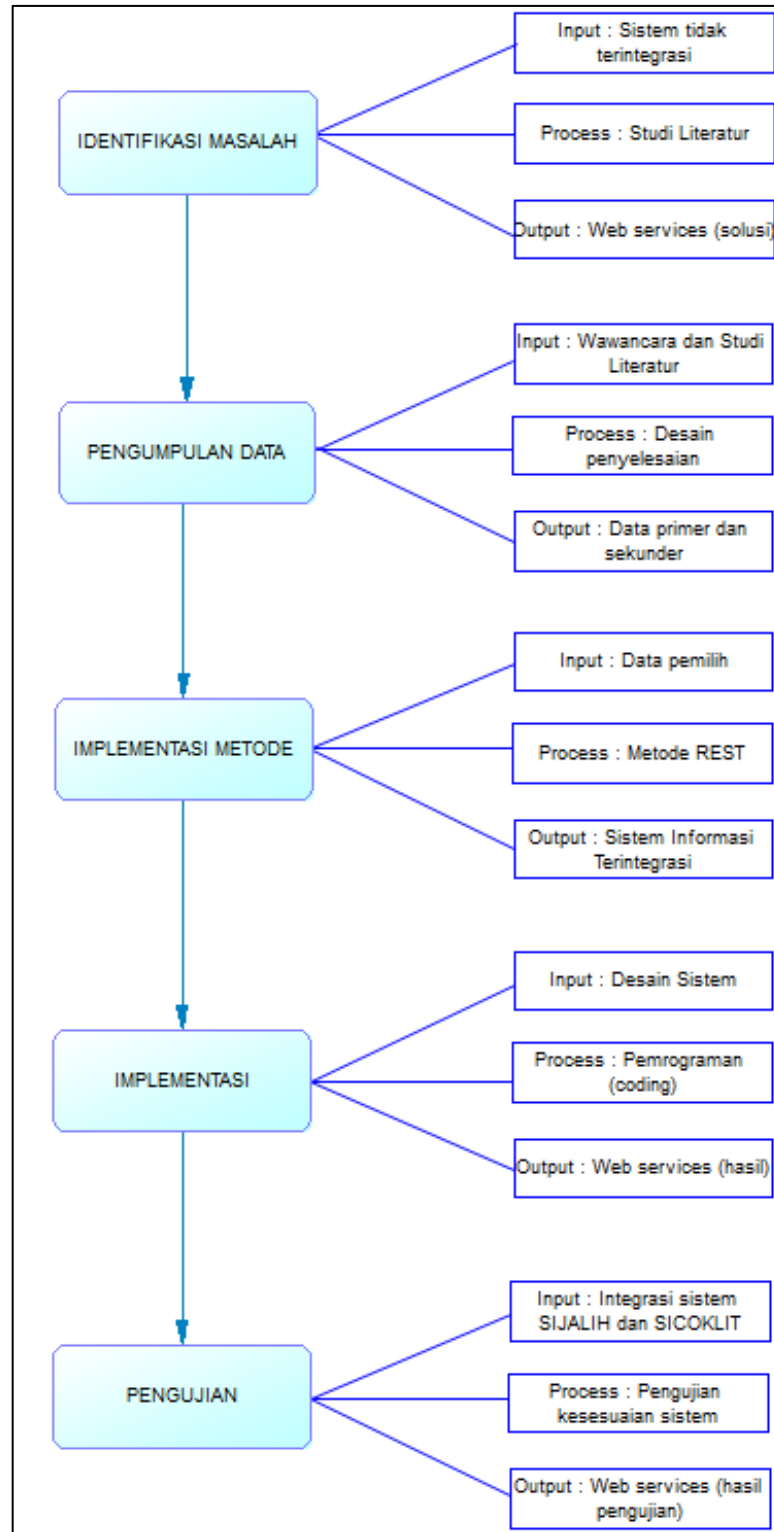 IDENTIFIKASI MASALAH
Input : Sistem tidak
terintegrasi
Process : Studi Literatur
Output : Web services (solusi)
PENGUMPULAN DATA
Input : Wawancara dan Studi
Literatur
Process : Desain
penyelesaian
Output : Data primer dan
sekunder
IMPLEMENTASI METODE
Input : Data pemilih
Process : Metode REST
Output : Sistem Informasi
Terintegrasi
IMPLEMENTASI
Input : Desain Sistem
Process : Pemrograman
(coding)
Output : Web services (hasil)
PENGUJIAN
Input : Integrasi sistem
SIJALIH dan SICOKLIT
Process : Pengujian
kesesuaian sistem
Output : Web services (hasil
pengujian)